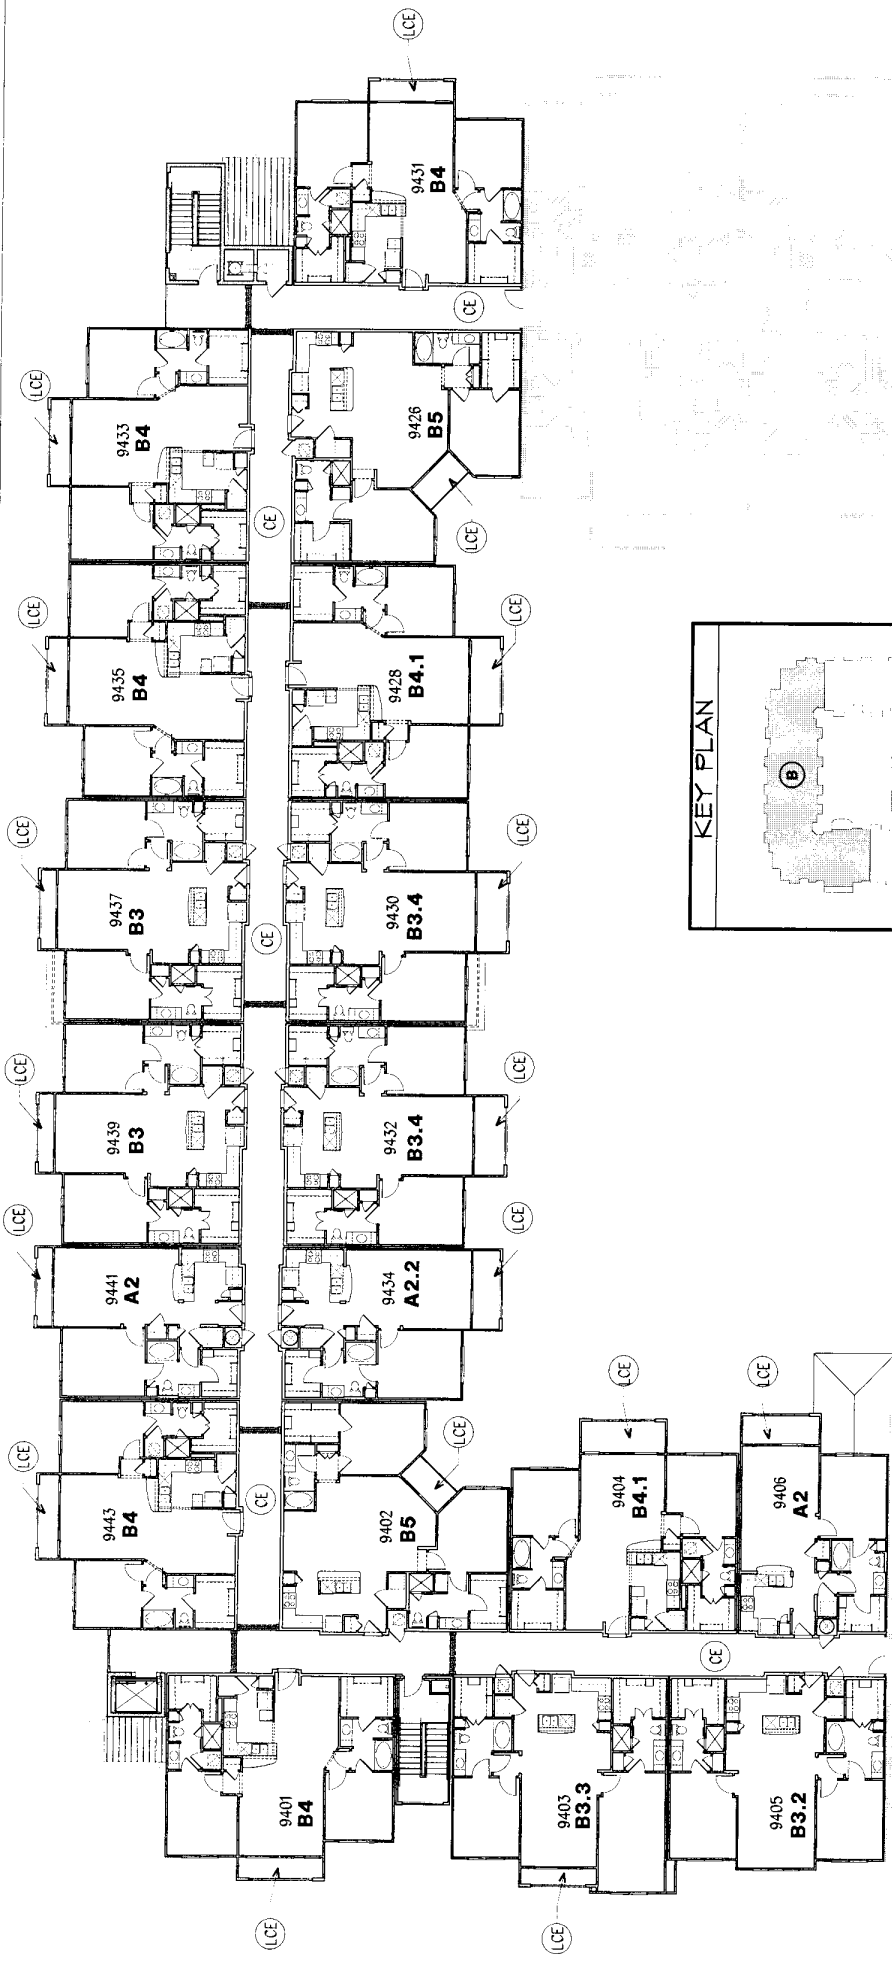 LCE
9431
B4
CE
LCE
9433
B4
9426
B5
CE
LCE
LCE
9435
B4
9428
B4.1
LCE
LCE
9437
B3
9430
B3.4
LCE
CE
LCE
9439
B3
9432
B3.4
LCE
LCE
9441
A2
9434
A2.2
LCE
LCE
9443
B4
CE
9402
B5
LCE
9404
B4.1
LCE
9406
A2
LCE
CE
9401
B4
LCE
9403
B3.3
LCE
9405
B3.2
KEY PLAN
B